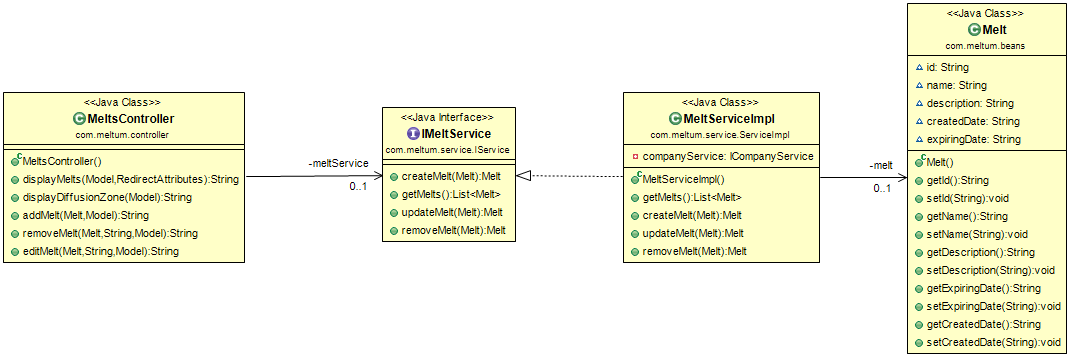 <<Java Class>>
MeltsController
com.meltum.controller
MeltsController()
displayMelts(Model,RedirectAttributes):String
displayDiffusionZone(Model):String
addMelt(Melt,Model):String
removeMelt(Melt,String,Model):String
editMelt(Melt,String,Model):String
-meltService
0..1
<<Java Interface>>
IMeltService
com.meltum.service.IService
createMelt(Melt):Melt
getMelts():List<Melt>
updateMelt(Melt):Melt
removeMelt(Melt):Melt
<<Java Class>>
MeltServiceImpl
com.meltum.service.ServiceImpl
companyService: ICompanyService
MeltServiceImpl()
getMelts():List<Melt>
createMelt(Melt):Melt
updateMelt(Melt):Melt
removeMelt(Melt):Melt
-melt
0..1
<<Java Class>>
Melt
com.meltum.beans
id: String
name: String
description: String
createdDate: String
expiringDate: String
Melt()
getId():String
setId(String):void
getName():String
setName(String):void
getDescription():String
setDescription(String):void
getExpiringDate():String
setExpiringDate(String):void
getCreatedDate():String
setCreatedDate(String):void